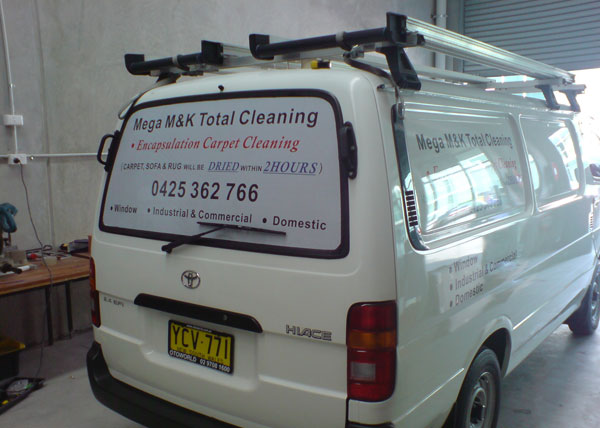 Mega M&K Total Cleaning
• Encapsulation Carpet Cleaning
(CARPET, SOFA & RUG WILL BE DRIED WITHIN 2HOURS)
0425 362 766
• Window • Industrial & Commercial • Domestic
HIACE
YCV·771
Mega M&K Total Cleaning
• Window
• Industrial & Commercial
• Domestic